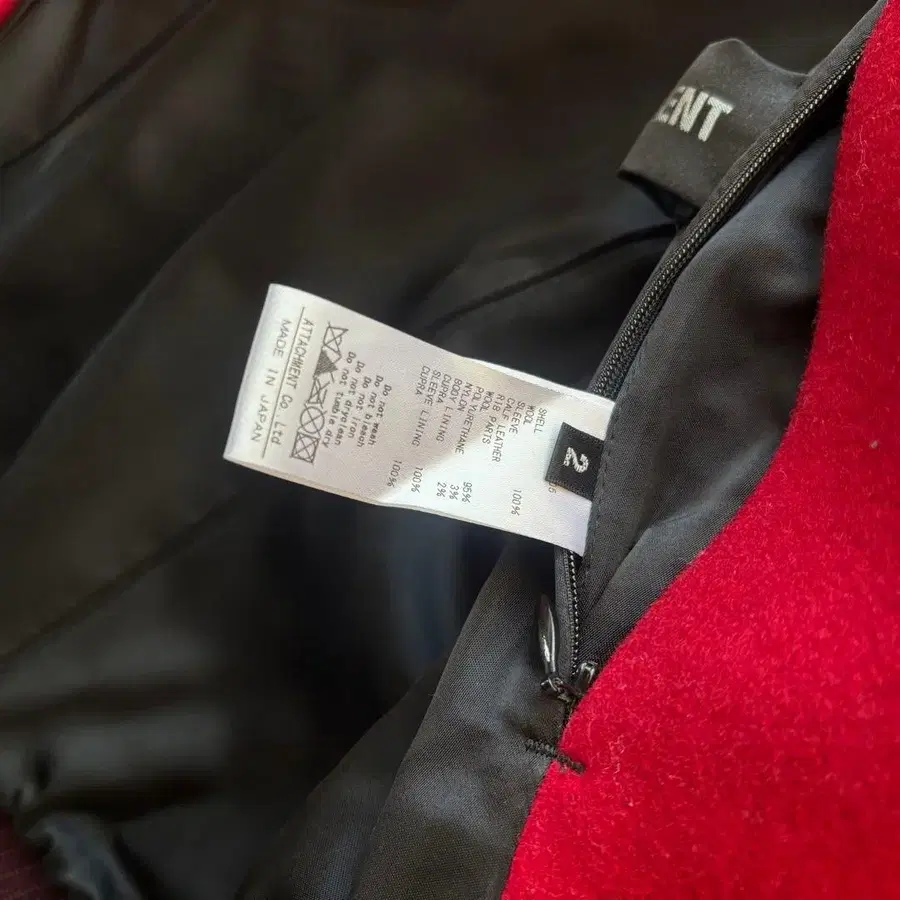 ENT
2
SHELL
WOOL
SLEEVE
CALF LEATHER 100%
RIB PARTS
WOOL 95%
NYLON 3%
POLYURETHANE 2%
BODY LINING
CUPRA 100%
SLEEVE LINING
CUPRA 100%
Do not wash
Do not bleach
Do not iron
Do not dryclean
Do not tumble dry
ATTACHMENT Co Ltd
MADE IN JAPAN